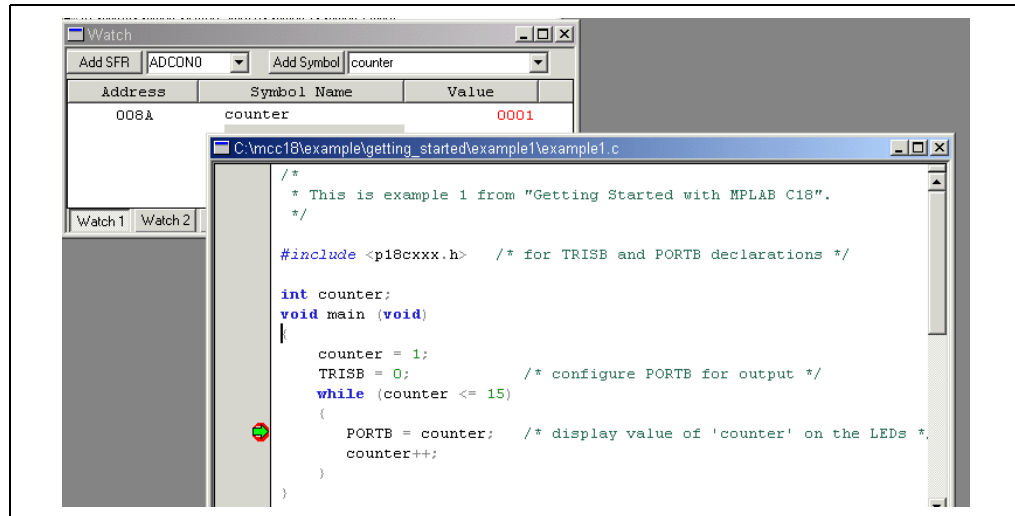 Watch
Add SFR ADCON0 Add Symbol counter
Address Symbol Name Value
008A counter 0001
Watch 1 Watch 2
C:\mcc18\example\getting_started\example1\example1.c
/*
* This is example 1 from "Getting Started with MPLAB C18".
*/
#include <p18cxxx.h> /* for TRISB and PORTB declarations */
int counter;
void main (void)
{
counter = 1;
TRISB = 0; /* configure PORTB for output */
while (counter <= 15)
{
PORTB = counter; /* display value of 'counter' on the LEDs *
counter++;
}
}